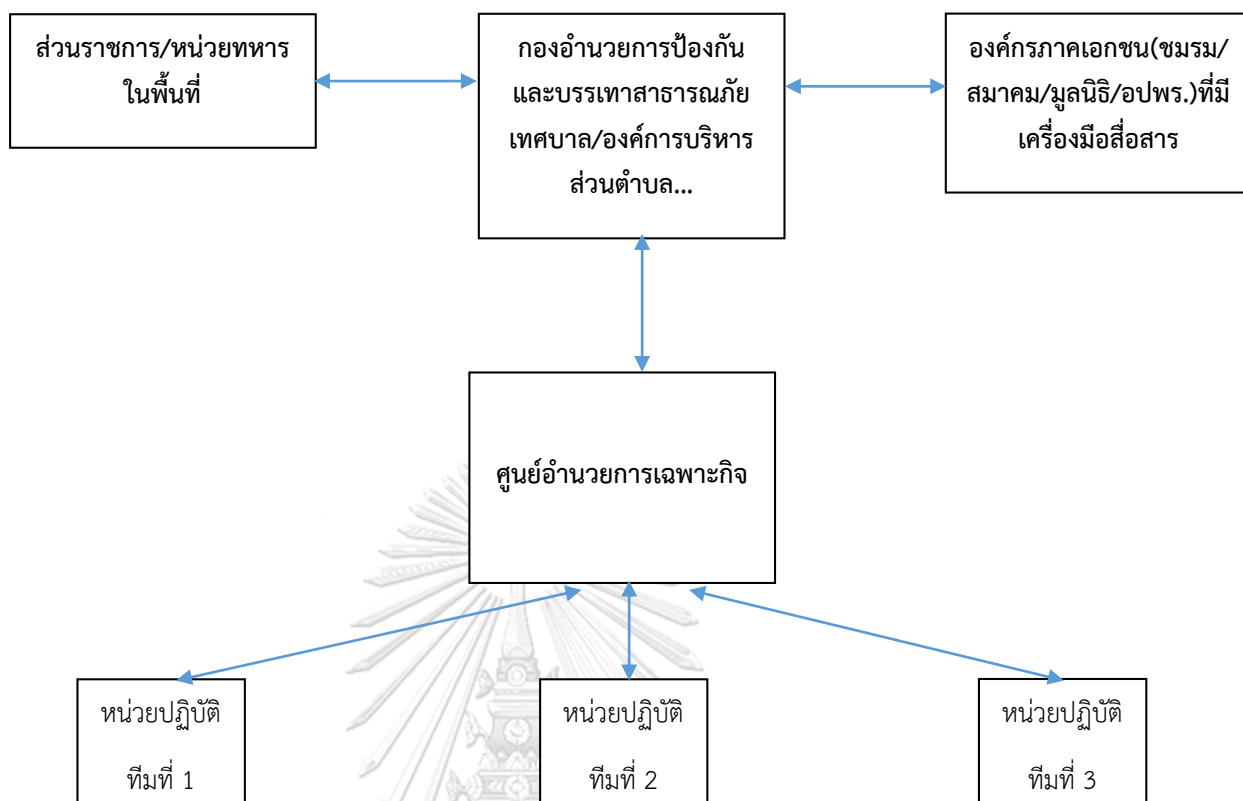 ส่วนราชการ/หน่วยทหาร
ในพื้นที่
กองอำนวยการป้องกัน
และบรรเทาสาธารณภัย
เทศบาล/องค์การบริหาร
ส่วนตำบล...
องค์กรภาคเอกชน(ชมรม/
สมาคม/มูลนิธิ/อปพร.)ที่มี
เครื่องมือสื่อสาร
ศูนย์อำนวยการเฉพาะกิจ
หน่วยปฏิบัติ
ทีมที่ 1
หน่วยปฏิบัติ
ทีมที่ 2
หน่วยปฏิบัติ
ทีมที่ 3